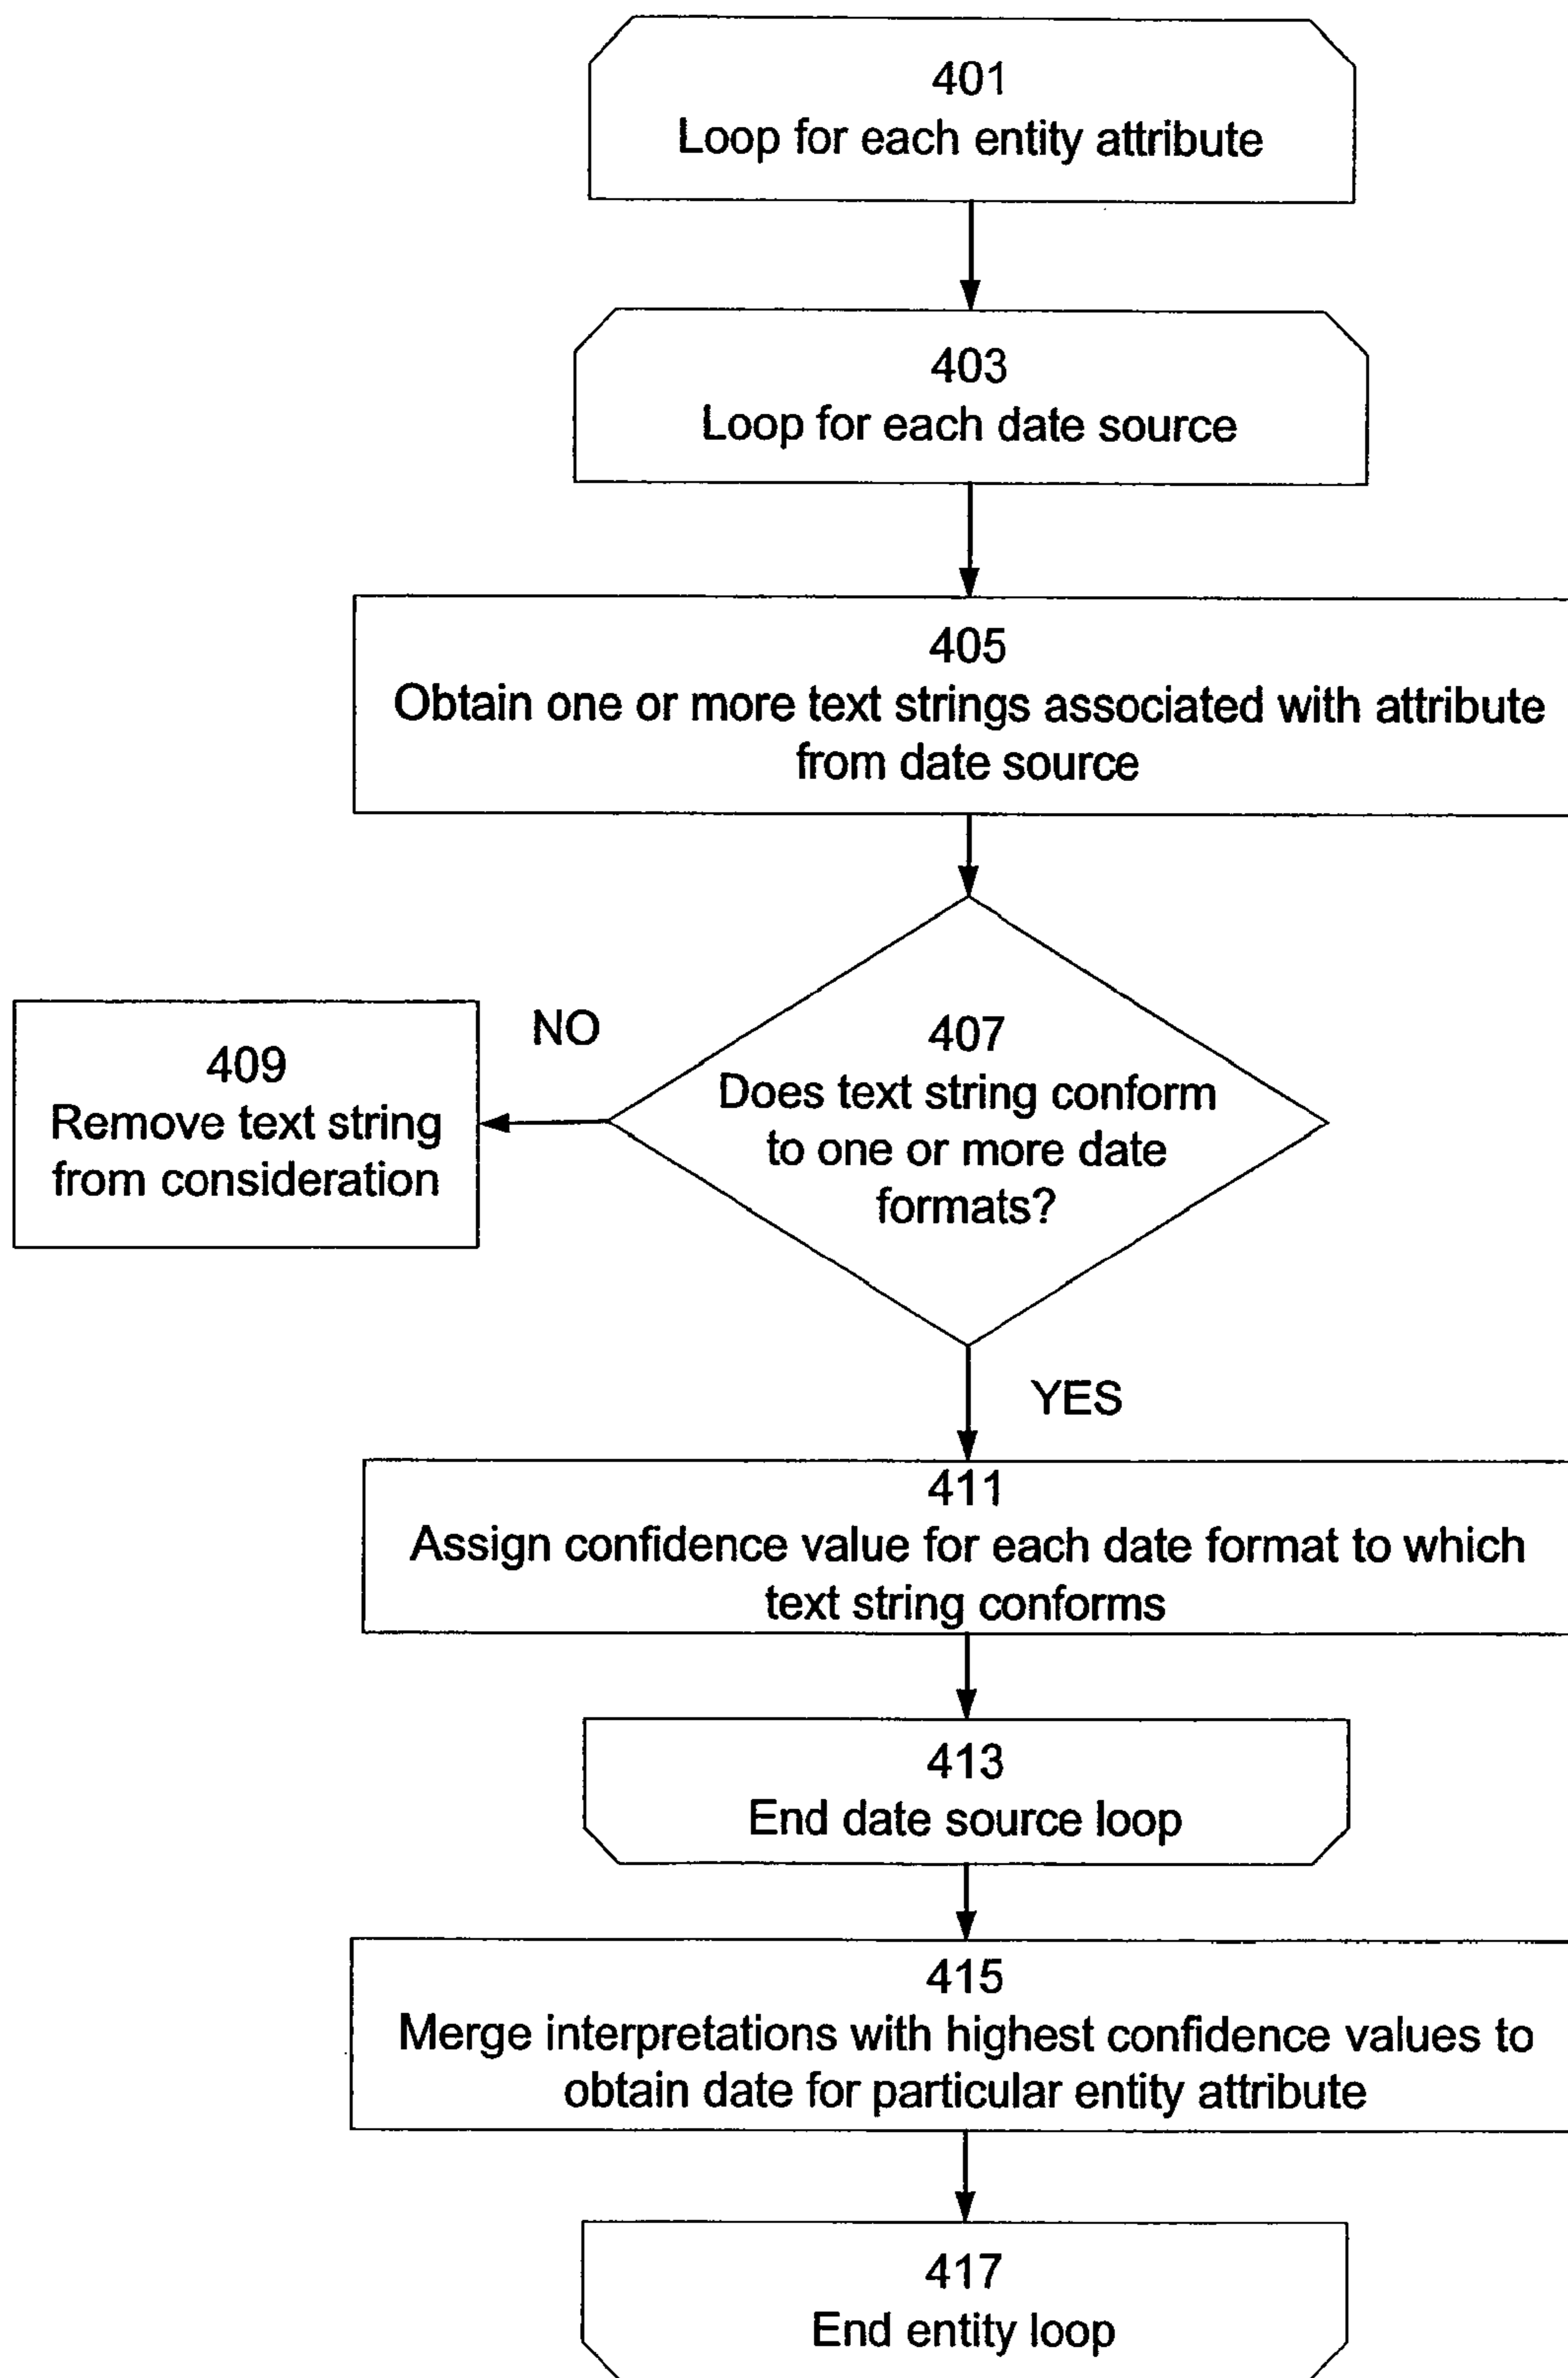 401
Loop for each entity attribute
403
Loop for each date source
405
Obtain one or more text strings associated with attribute
from date source
407
Does text string conform
to one or more date
formats?
NO
409
Remove text string
from consideration
YES
411
Assign confidence value for each date format to which
text string conforms
413
End date source loop
415
Merge interpretations with highest confidence values to
obtain date for particular entity attribute
417
End entity loop